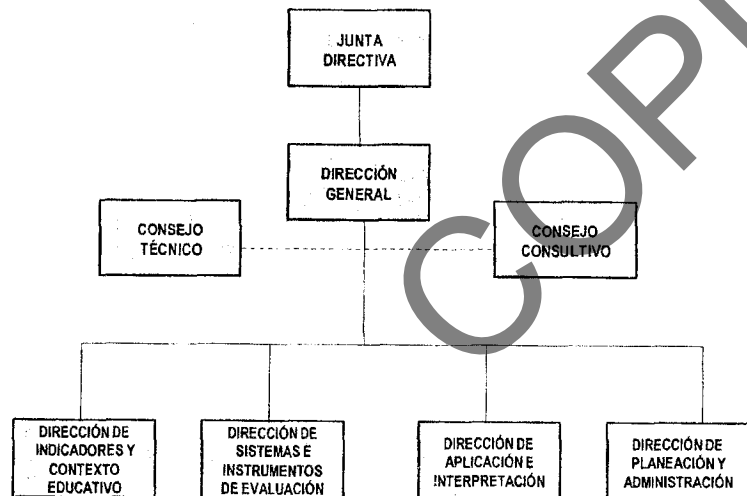 JUNTA
DIRECTIVA
DIRECCIÓN
GENERAL
CONSEJO
TÉCNICO
CONSEJO
CONSULTIVO
DIRECCIÓN DE
INDICADORES Y
CONTEXTO
EDUCATIVO
DIRECCIÓN DE
SISTEMAS E
INSTRUMENTOS
DE EVALUACIÓN
DIRECCIÓN DE
APLICACIÓN E
INTERPRETACIÓN
DIRECCIÓN DE
PLANEACIÓN Y
ADMINISTRACIÓN